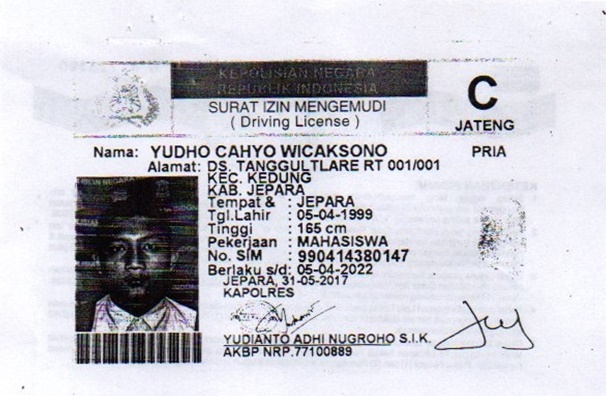 KEPOLISIAN NEGARA
REPUBLIK INDONESIA
SURAT IZIN MENGEMUDI
( Driving License )
C
JATENG
Nama: YUDHO CAHYO WICAKSONO PRIA
Alamat: DS. TANGGULTLARE RT 001/001
KEC. KEDUNG
KAB. JEPARA
Tempat & : JEPARA
Tgl.Lahir : 05-04-1999
Tinggi : 165 cm
Pekerjaan : MAHASISWA
No. SIM : 990414380147
Berlaku s/d: 05-04-2022
JEPARA, 31-05-2017
KAPOLRES
YUDIANTO ADHI NUGROHO S.I.K.
AKBP NRP.77100889